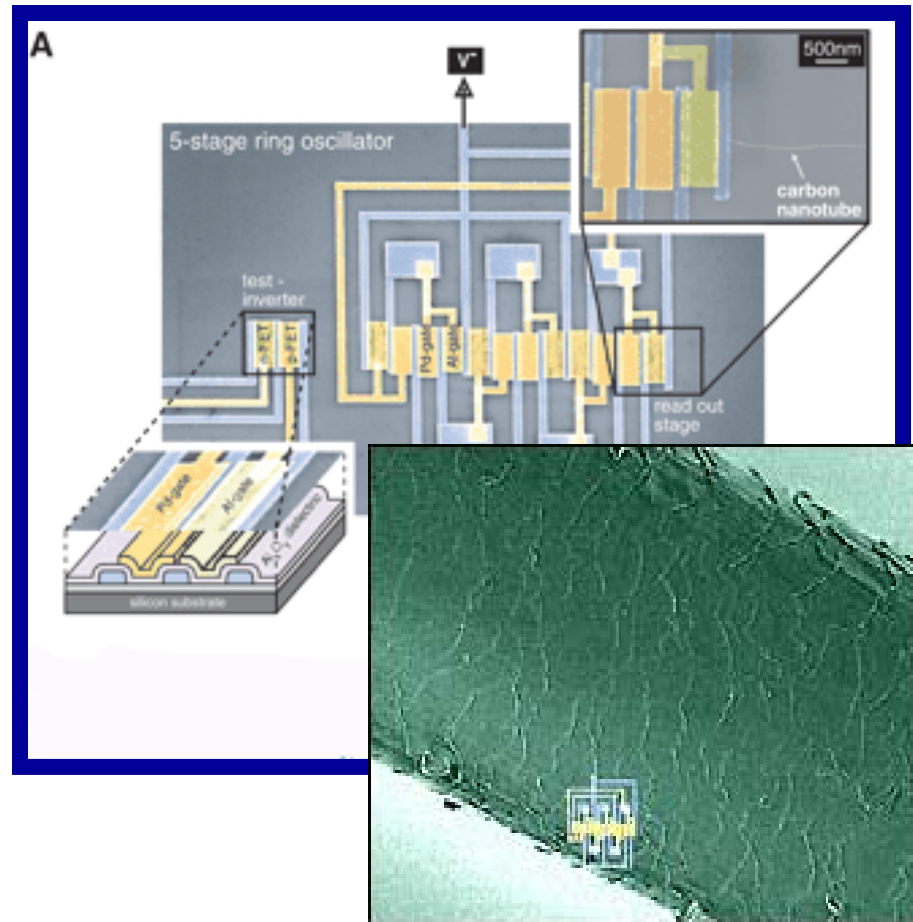 A
V-
500nm
5-stage ring oscillator
carbon
nanotube
test -
inverter
n-FET
p-FET
Pd-gate
Al-gate
read out
stage
Pd-gate
Al-gate
dielectric
silicon substrate